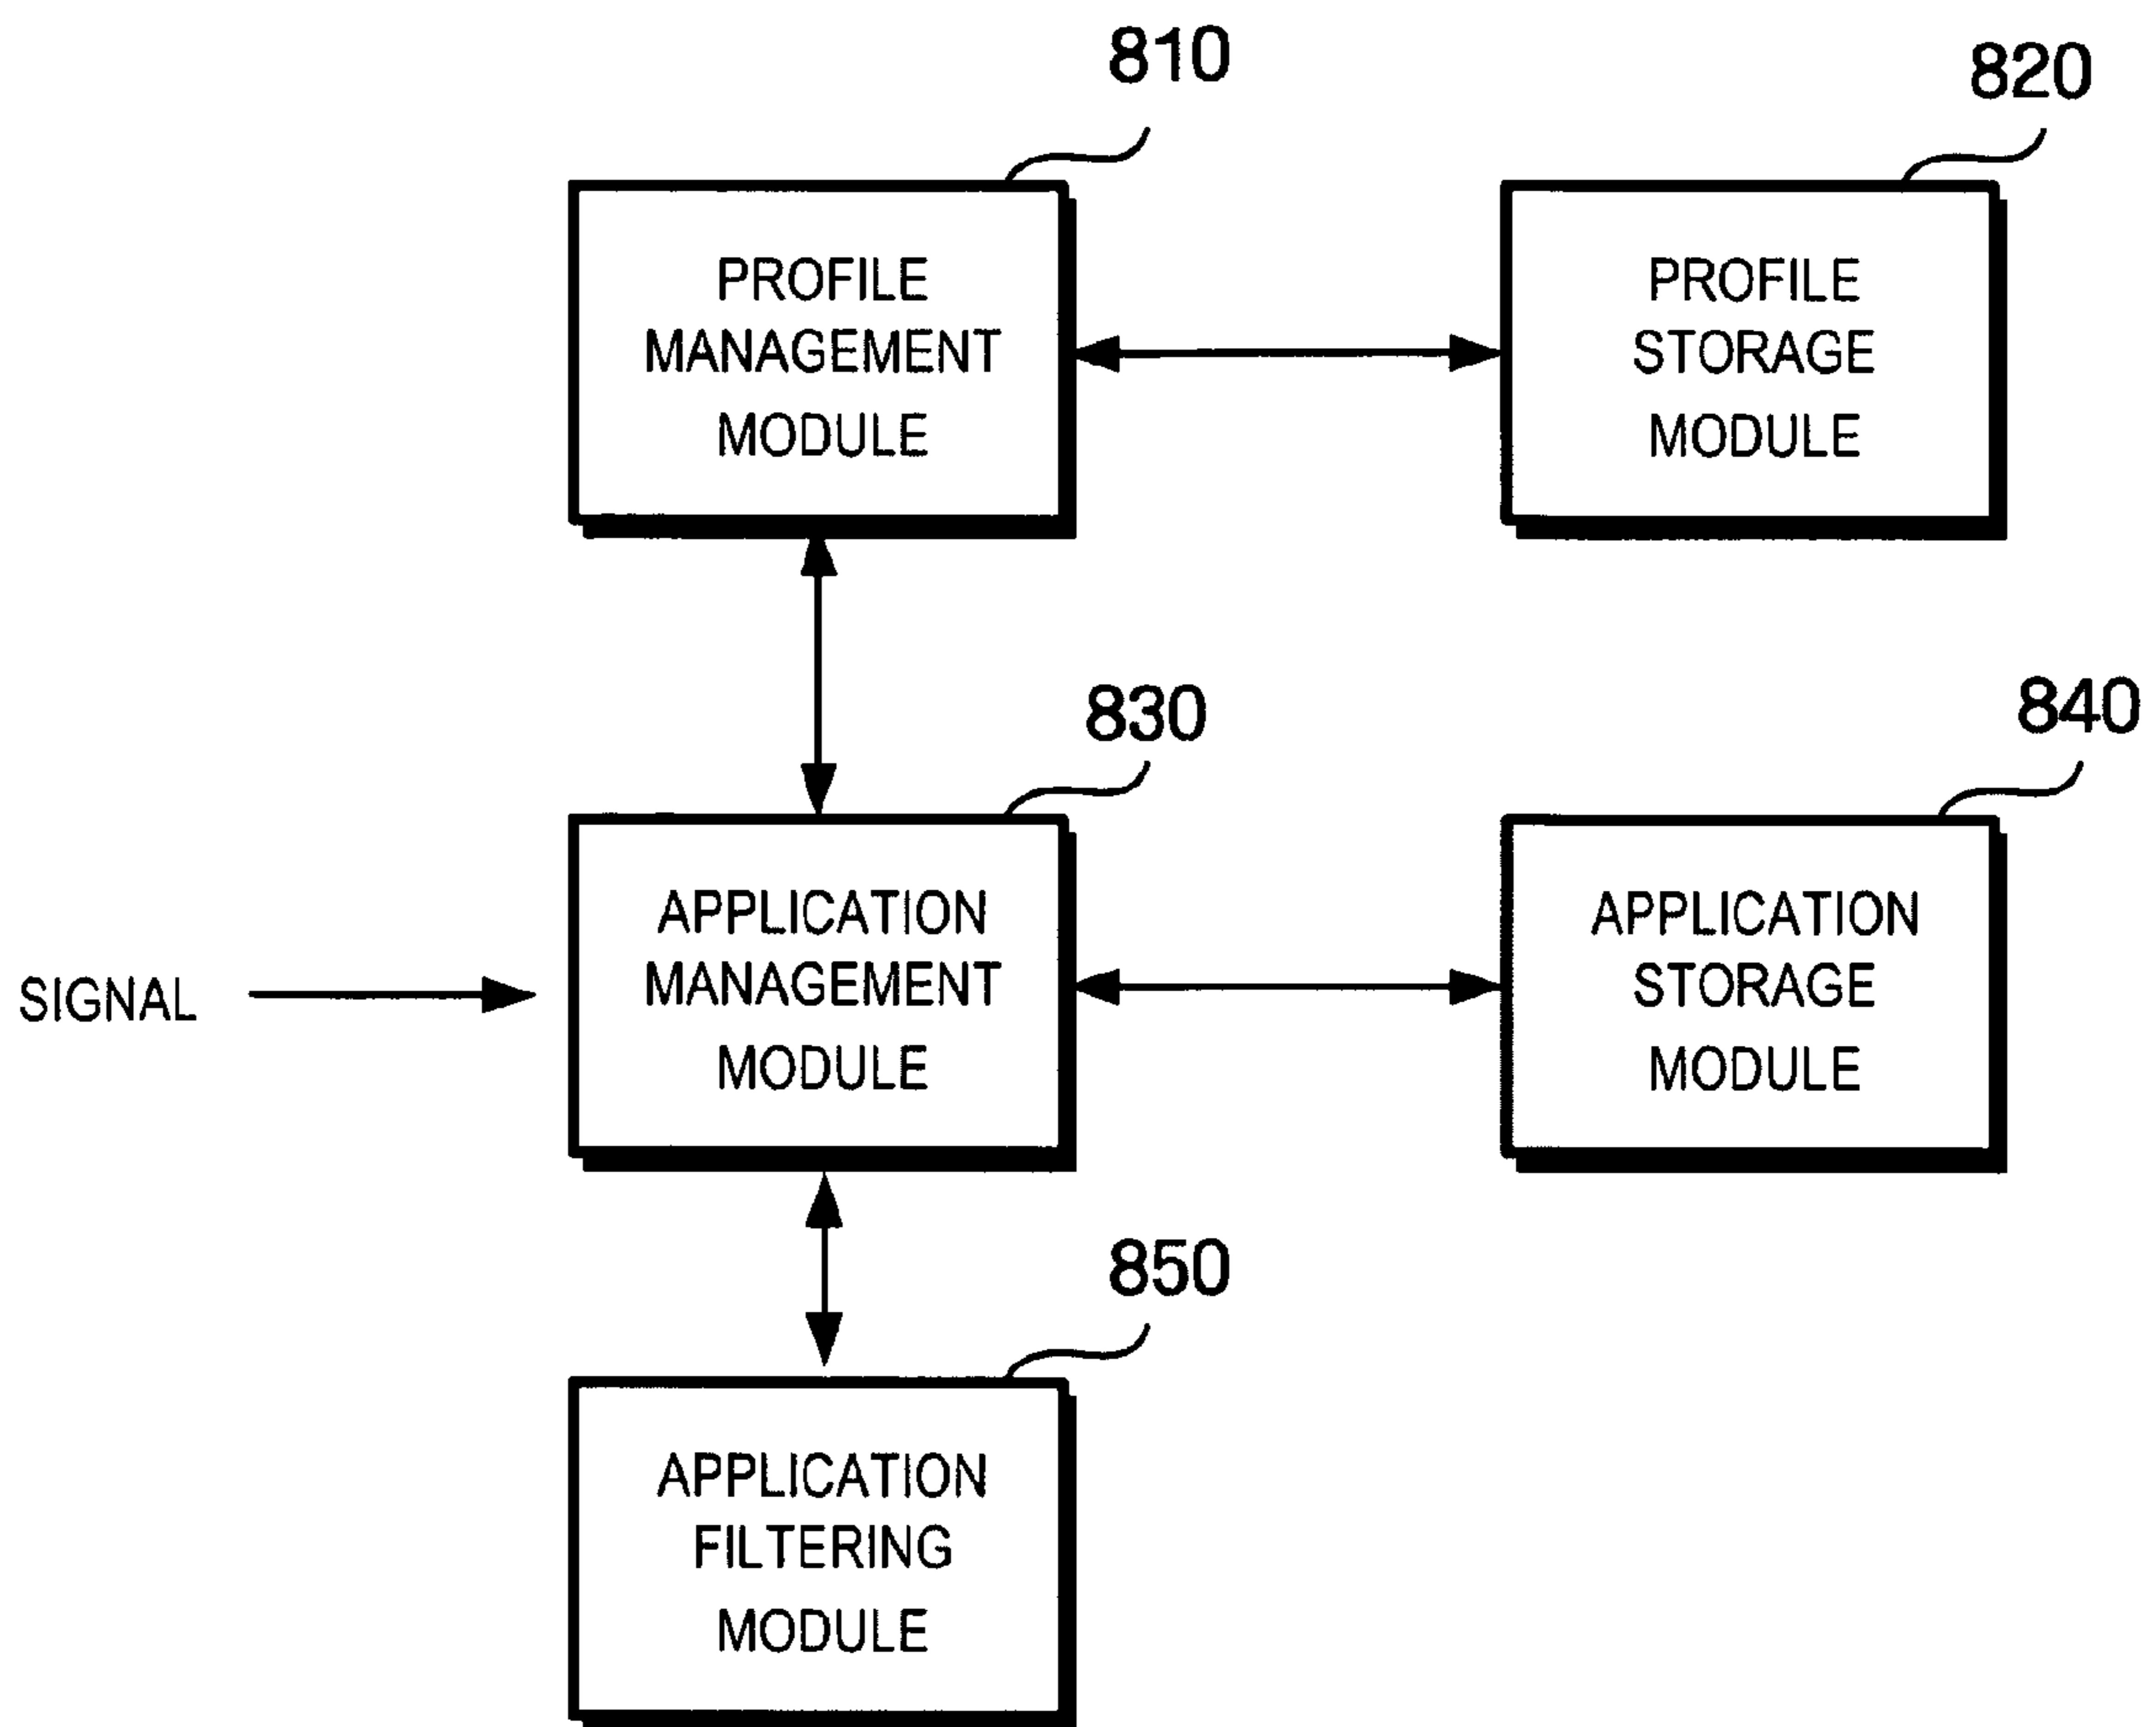 810
820
PROFILE
MANAGEMENT
MODULE
PROFILE
STORAGE
MODULE
830
840
SIGNAL
APPLICATION
MANAGEMENT
MODULE
APPLICATION
STORAGE
MODULE
850
APPLICATION
FILTERING
MODULE